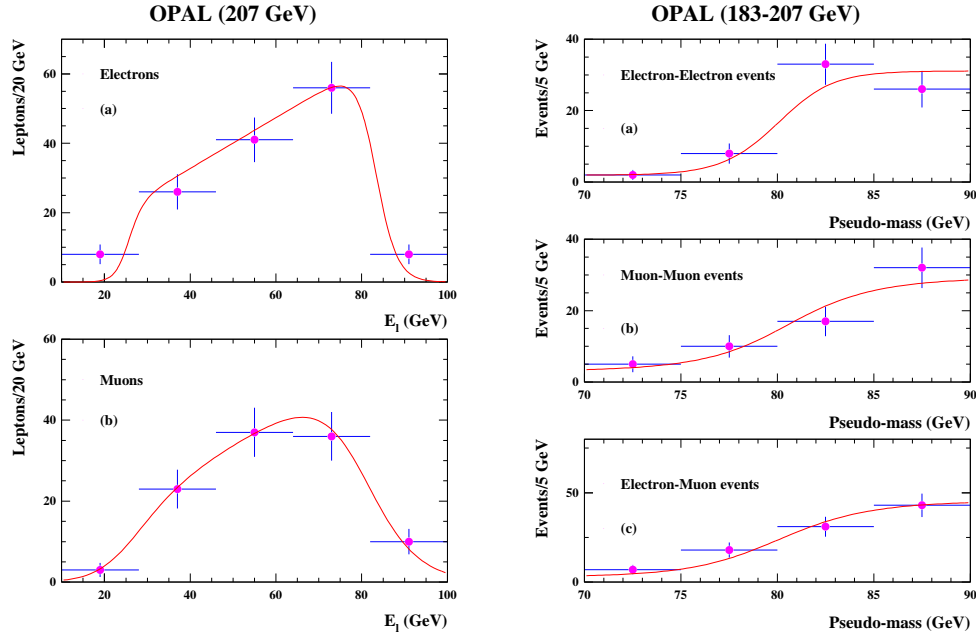 OPAL (207 GeV)
Leptons/20 GeV
60
40
20
0
Electrons
(a)
20 40 60 80 100
E_l (GeV)
Leptons/20 GeV
60
40
20
0
Muons
(b)
20 40 60 80 100
E_l (GeV)
OPAL (183-207 GeV)
Events/5 GeV
40
20
0
Electron-Electron events
(a)
70 75 80 85 90
Pseudo-mass (GeV)
Events/5 GeV
40
20
0
Muon-Muon events
(b)
70 75 80 85 90
Pseudo-mass (GeV)
Events/5 GeV
50
0
Electron-Muon events
(c)
70 75 80 85 90
Pseudo-mass (GeV)